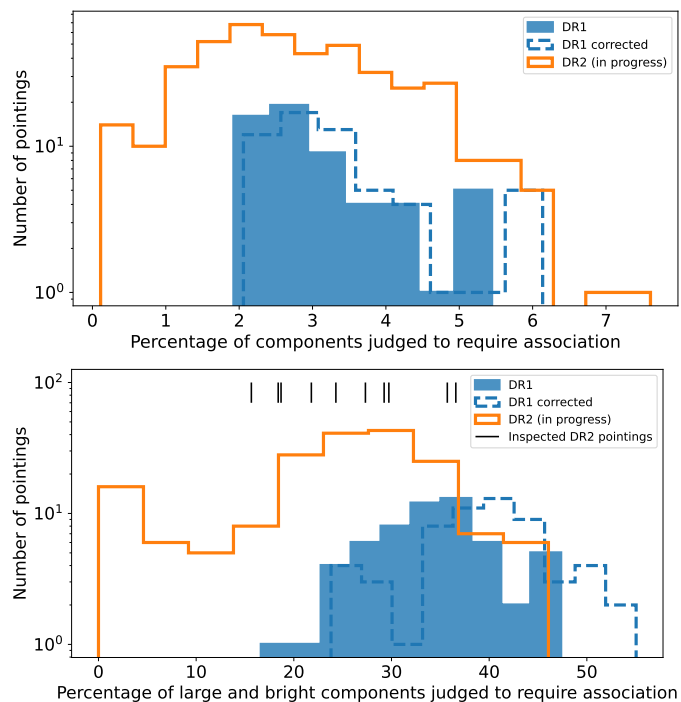 Number of pointings
10¹
10⁰
DR1
DR1 corrected
DR2 (in progress)
0 1 2 3 4 5 6 7
Percentage of components judged to require association
Number of pointings
10²
10¹
10⁰
DR1
DR1 corrected
DR2 (in progress)
Inspected DR2 pointings
0 10 20 30 40 50
Percentage of large and bright components judged to require association